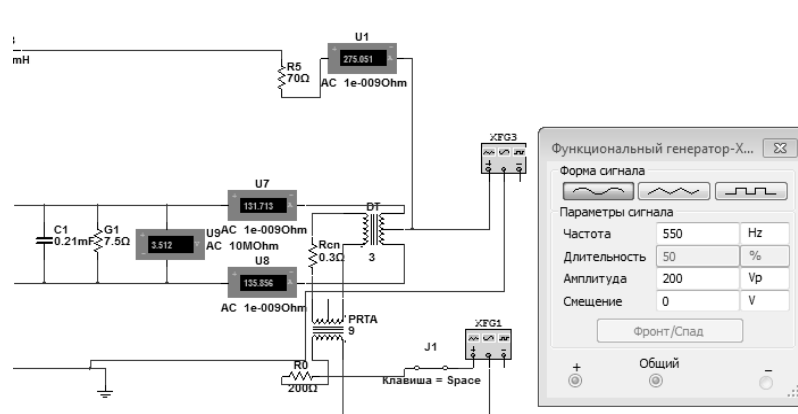 U1
mH
275.051
R5
70Ω
AC 1e-009Ohm
XFG3
U7
131.713
AC 1e-009Ohm
DT
3
C1
0.21mF
G1
7.5Ω
3.512
U9
AC 10MOhm
Rcп
0.3Ω
U8
135.856
AC 1e-009Ohm
PRTA
9
XFG1
J1
Клавиша = Space
R0
200Ω
Функциональный генератор-X...
Форма сигнала
Параметры сигнала
Частота 550 Hz
Длительность 50 %
Амплитуда 200 Vp
Смещение 0 V
Фронт/Спад
+ Общий −